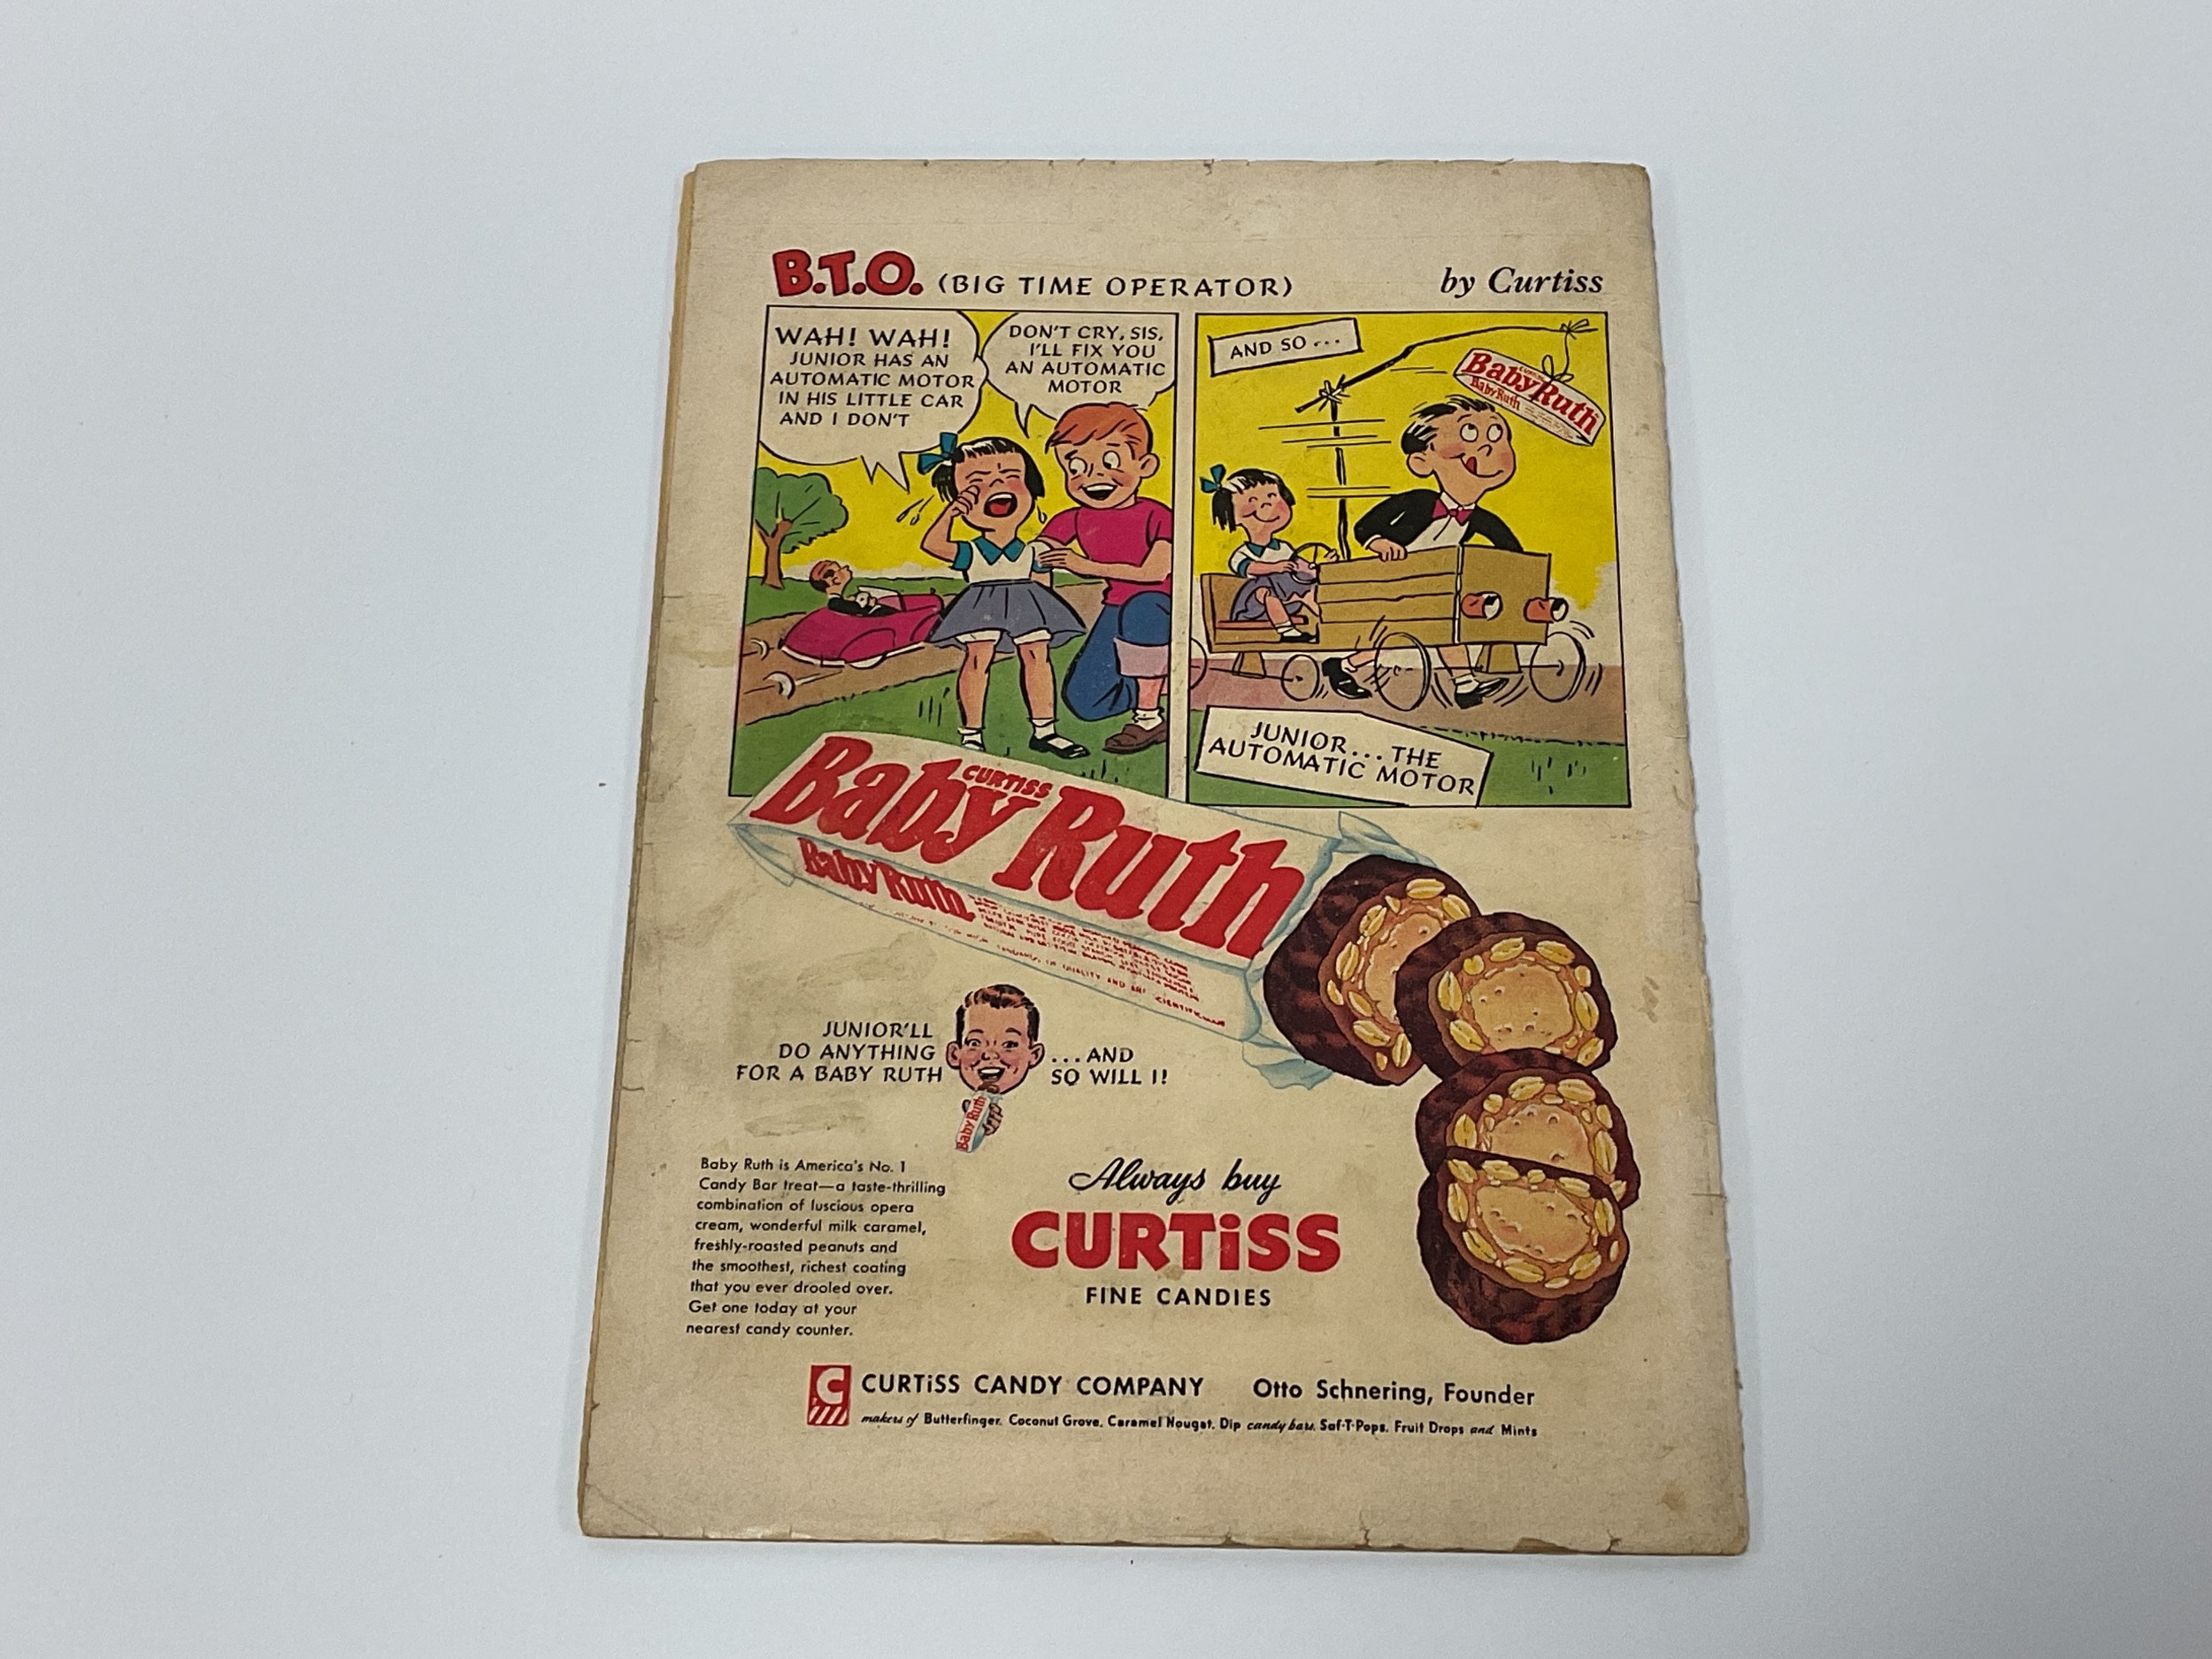 B.T.O. (BIG TIME OPERATOR) by Curtiss
WAH! WAH!
JUNIOR HAS AN
AUTOMATIC MOTOR
IN HIS LITTLE CAR
AND I DON'T
DON'T CRY, SIS,
I'LL FIX YOU
AN AUTOMATIC
MOTOR
AND SO ...
CURTISS
Baby Ruth
Baby Ruth
JUNIOR...THE
AUTOMATIC MOTOR
CURTISS
Baby Ruth
Baby Ruth
JUNIOR'LL
DO ANYTHING
FOR A BABY RUTH
...AND
SO WILL I!
Baby Ruth
Baby Ruth is America's No. 1
Candy Bar treat—a taste-thrilling
combination of luscious opera
cream, wonderful milk caramel,
freshly-roasted peanuts and
the smoothest, richest coating
that you ever drooled over.
Get one today at your
nearest candy counter.
Always buy
CURTiSS
FINE CANDIES
C CURTiSS CANDY COMPANY Otto Schnering, Founder
makers of Butterfinger, Coconut Grove, Caramel Nougat, Dip candy bars, Saf-T-Pops, Fruit Drops and Mints